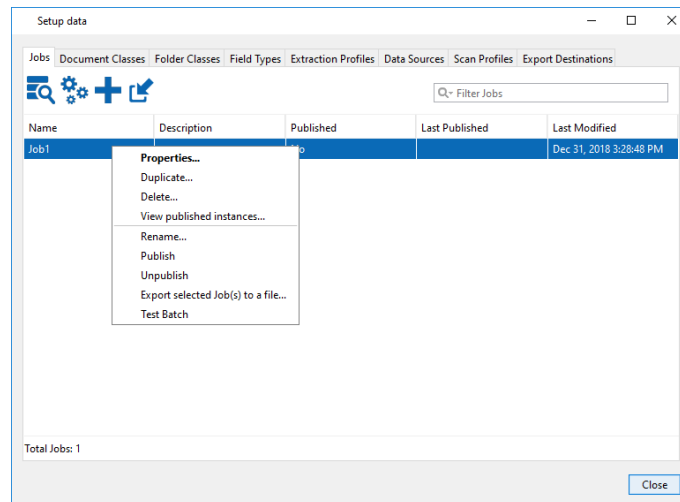 Setup data
Jobs Document Classes Folder Classes Field Types Extraction Profiles Data Sources Scan Profiles Export Destinations
Filter Jobs
Name Description Published Last Published Last Modified
Job1 Dec 31, 2018 3:28:48 PM
Properties...
Duplicate...
Delete...
View published instances...
Rename...
Publish
Unpublish
Export selected Job(s) to a file...
Test Batch
Total Jobs: 1
Close